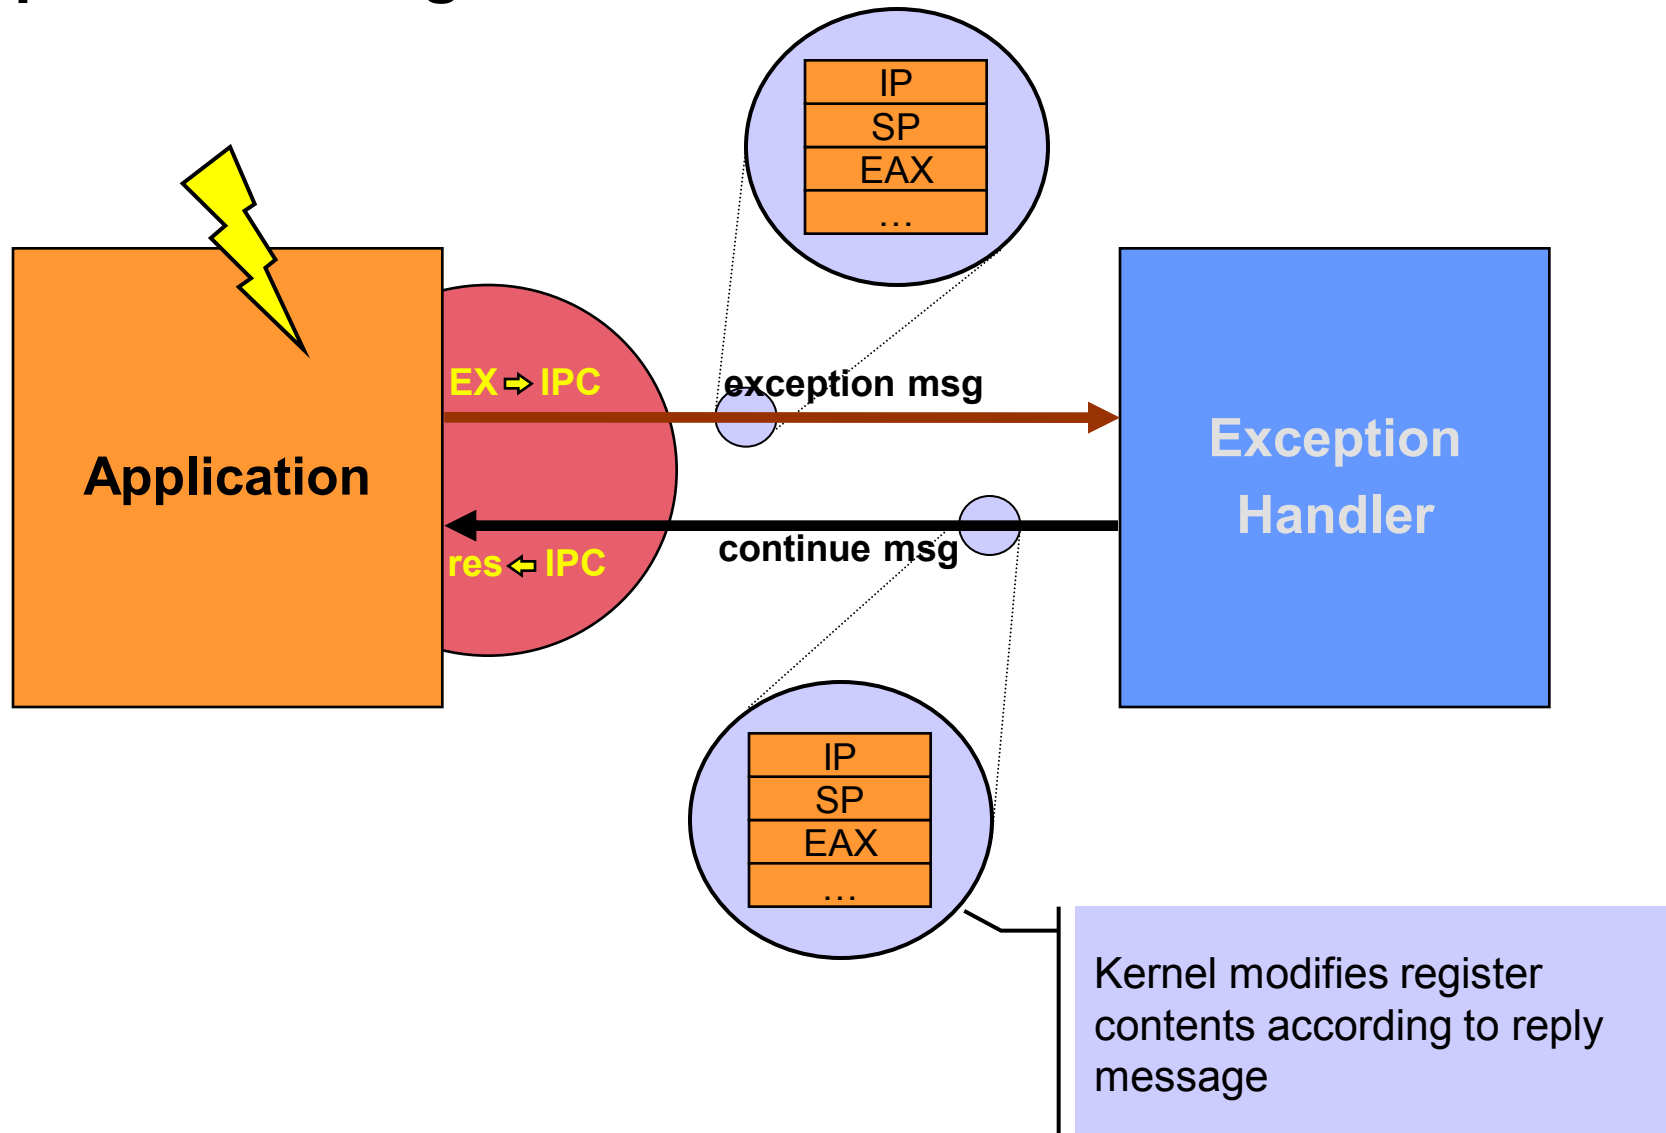 IP
SP
EAX
…
EX ⇨ IPC
exception msg
Application
Exception
Handler
continue msg
res ⇦ IPC
IP
SP
EAX
…
Kernel modifies register
contents according to reply
message